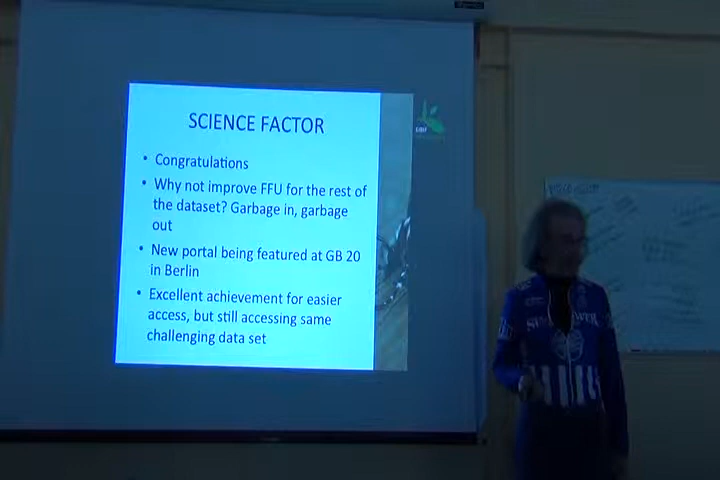 SCIENCE FACTOR
• Congratulations
• Why not improve FFU for the rest of
the dataset? Garbage in, garbage
out
• New portal being featured at GB 20
in Berlin
• Excellent achievement for easier
access, but still accessing same
challenging data set